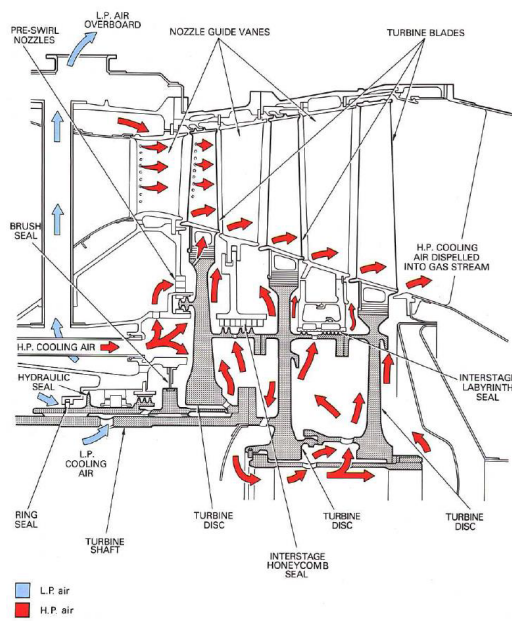 L.P. AIR
OVERBOARD
PRE-SWIRL
NOZZLES
NOZZLE GUIDE VANES
TURBINE BLADES
BRUSH
SEAL
H.P. COOLING
AIR DISPELLED
INTO GAS STREAM
H.P. COOLING AIR
HYDRAULIC
SEAL
INTERSTAGE
LABYRINTH
SEAL
L.P.
COOLING
AIR
RING
SEAL
TURBINE
SHAFT
TURBINE
DISC
INTERSTAGE
HONEYCOMB
SEAL
TURBINE
DISC
TURBINE
DISC
L.P. air
H.P. air